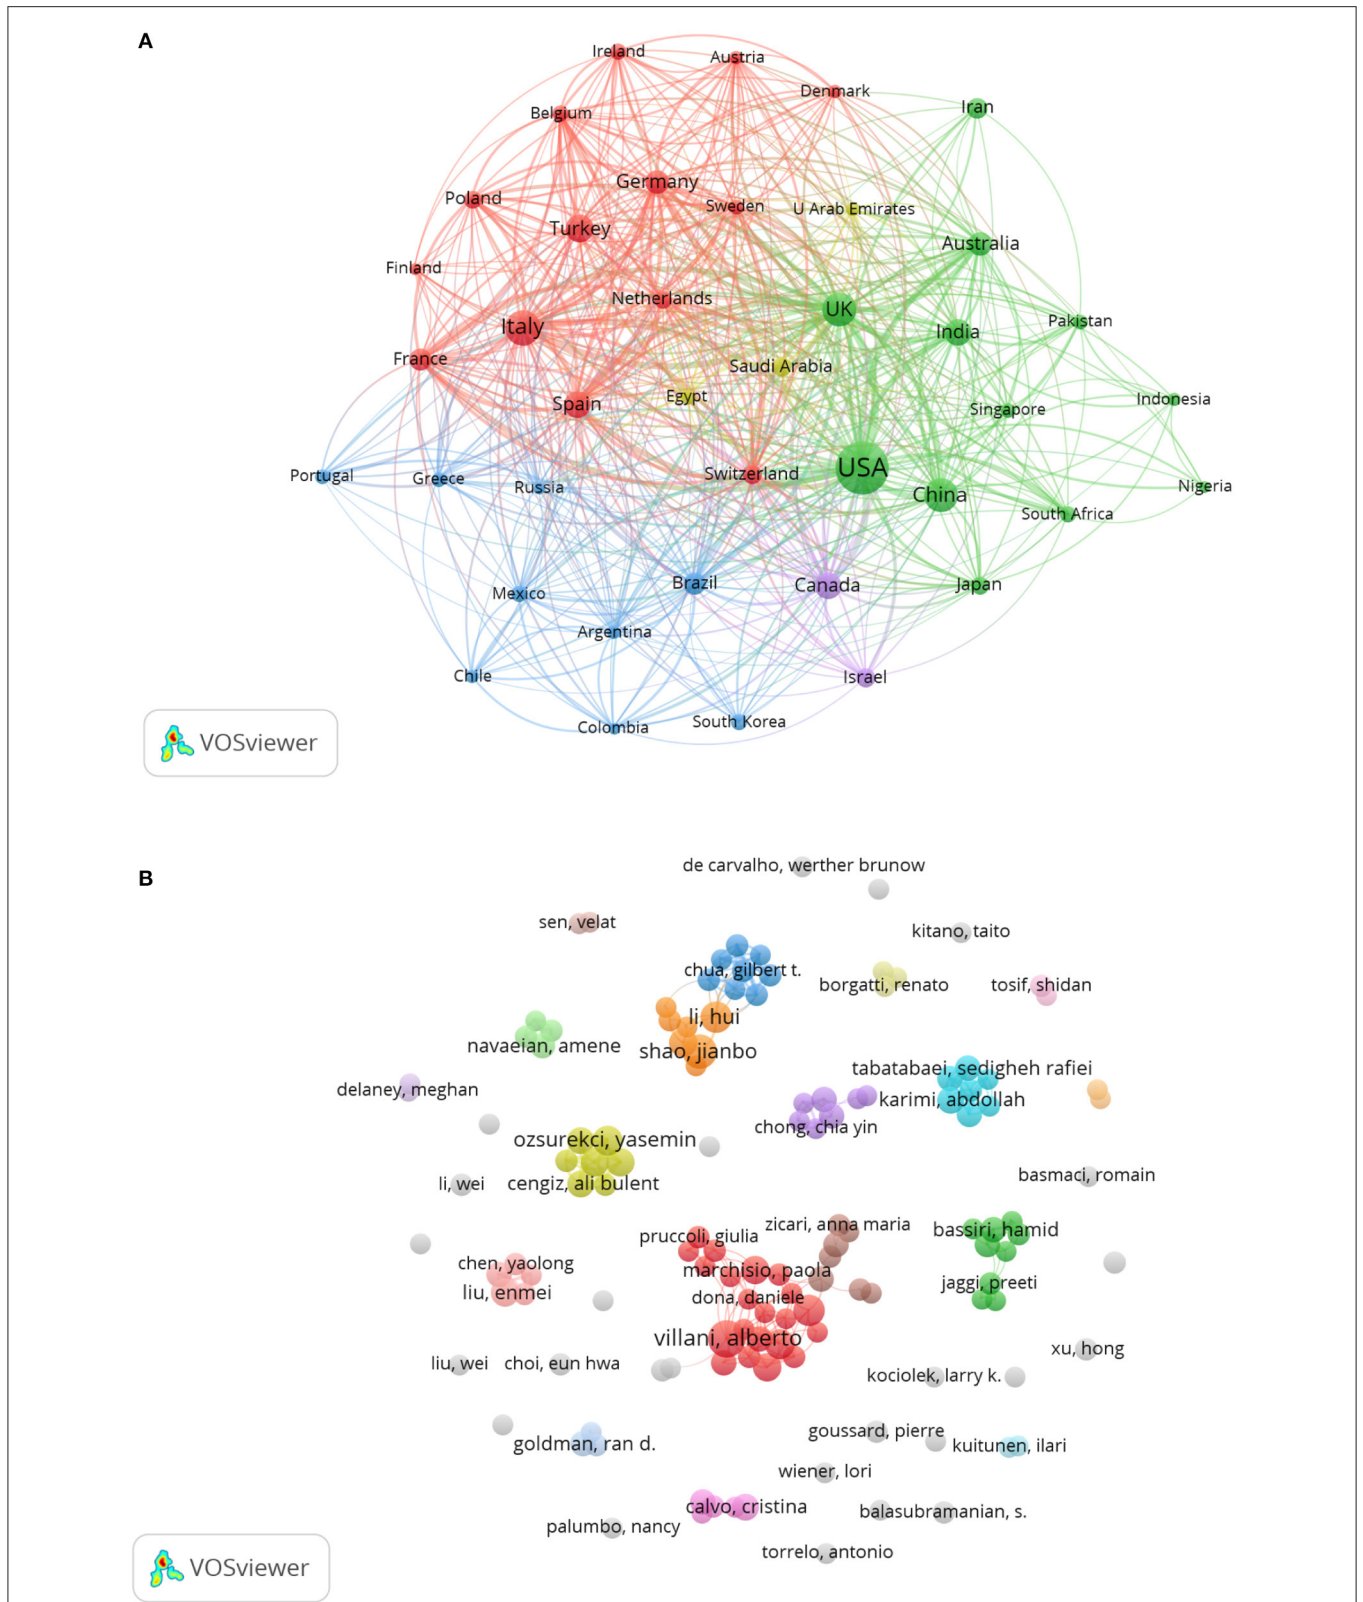 A
Ireland
Austria
Denmark
Iran
Belgium
Germany
Poland
Sweden
U Arab Emirates
Turkey
Australia
Finland
Netherlands
UK
Pakistan
Italy
India
France
Saudi Arabia
Egypt
Spain
Singapore
Indonesia
Portugal
Greece
Russia
Switzerland
USA
China
Nigeria
South Africa
Mexico
Brazil
Canada
Japan
Argentina
Chile
Israel
Colombia
South Korea
VOSviewer
B
de carvalho, werther brunow
sen, velat
kitano, taito
chua, gilbert t.
borgatti, renato
tosif, shidan
li, hui
navaeian, amene
shao, jianbo
delaney, meghan
tabatabaei, sedigheh rafiei
karimi, abdollah
chong, chia yin
ozsurekci, yasemin
li, wei
cengiz, ali bulent
basmaci, romain
pruccoli, giulia
zicari, anna maria
bassiri, hamid
chen, yaolong
marchisio, paola
liu, enmei
dona, daniele
jaggi, preeti
villani, alberto
liu, wei
choi, eun hwa
xu, hong
kociolek, larry k.
goldman, ran d.
goussard, pierre
kuitunen, ilari
wiener, lori
calvo, cristina
balasubramanian, s.
palumbo, nancy
torrelo, antonio
VOSviewer